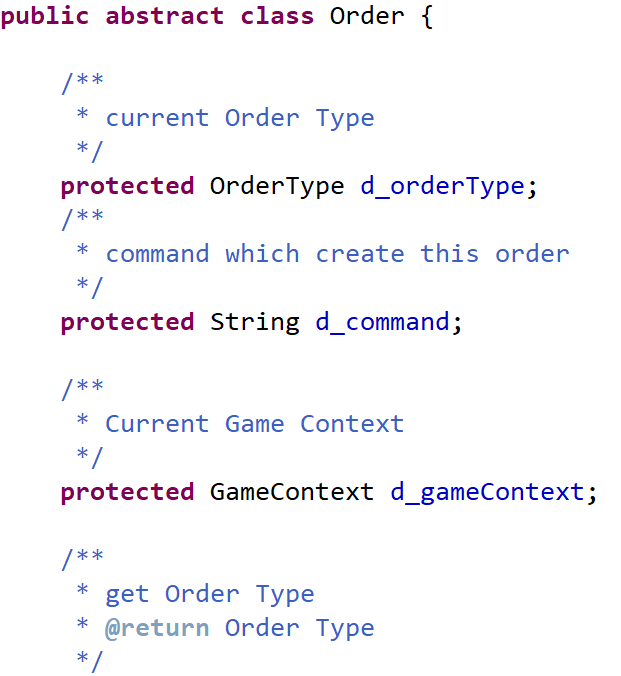 public abstract class Order {
/**
* current Order Type
*/
protected OrderType d_orderType;
/**
* command which create this order
*/
protected String d_command;
/**
* Current Game Context
*/
protected GameContext d_gameContext;
/**
* get Order Type
* @return Order Type
*/